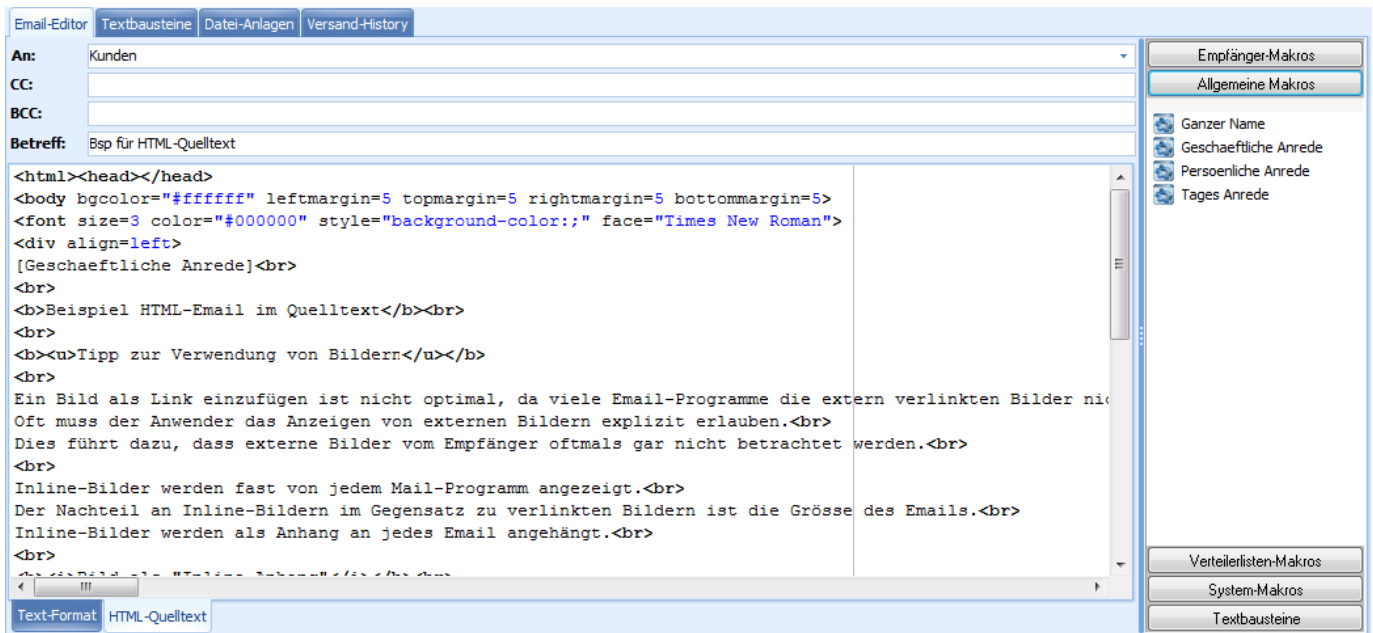 Email-Editor Textbausteine Datei-Anlagen Versand-History
An: Kunden
CC:
BCC:
Betreff: Bsp für HTML-Quelltext
<html><head></head>
<body bgcolor="#ffffff" leftmargin=5 topmargin=5 rightmargin=5 bottommargin=5>
<font size=3 color="#000000" style="background-color:;" face="Times New Roman">
<div align=left>
[Geschaeftliche Anrede]<br>
<br>
<b>Beispiel HTML-Email im Quelltext</b><br>
<br>
<b><u>Tipp zur Verwendung von Bildern</u></b>
<br>
Ein Bild als Link einzufügen ist nicht optimal, da viele Email-Programme die extern verlinkten Bilder
Oft muss der Anwender das Anzeigen von externen Bildern explizit erlauben.<br>
Dies führt dazu, dass externe Bilder vom Empfänger oftmals gar nicht betrachtet werden.<br>
<br>
Inline-Bilder werden fast von jedem Mail-Programm angezeigt.<br>
Der Nachteil an Inline-Bildern im Gegensatz zu verlinkten Bildern ist die Grösse des Emails.<br>
Inline-Bilder werden als Anhang an jedes Email angehängt.<br>
<br>
<b><i>Bild als "Inline Anhang"</i></b><br>
Text-Format HTML-Quelltext
Empfänger-Makros
Allgemeine Makros
Ganzer Name
Geschaeftliche Anrede
Persoenliche Anrede
Tages Anrede
Verteilerlisten-Makros
System-Makros
Textbausteine